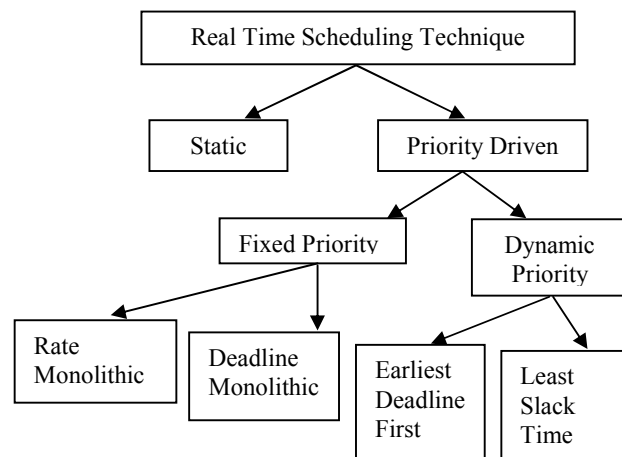 Real Time Scheduling Technique
Static
Priority Driven
Fixed Priority
Dynamic
Priority
Rate
Monolithic
Deadline
Monolithic
Earliest
Deadline
First
Least
Slack
Time